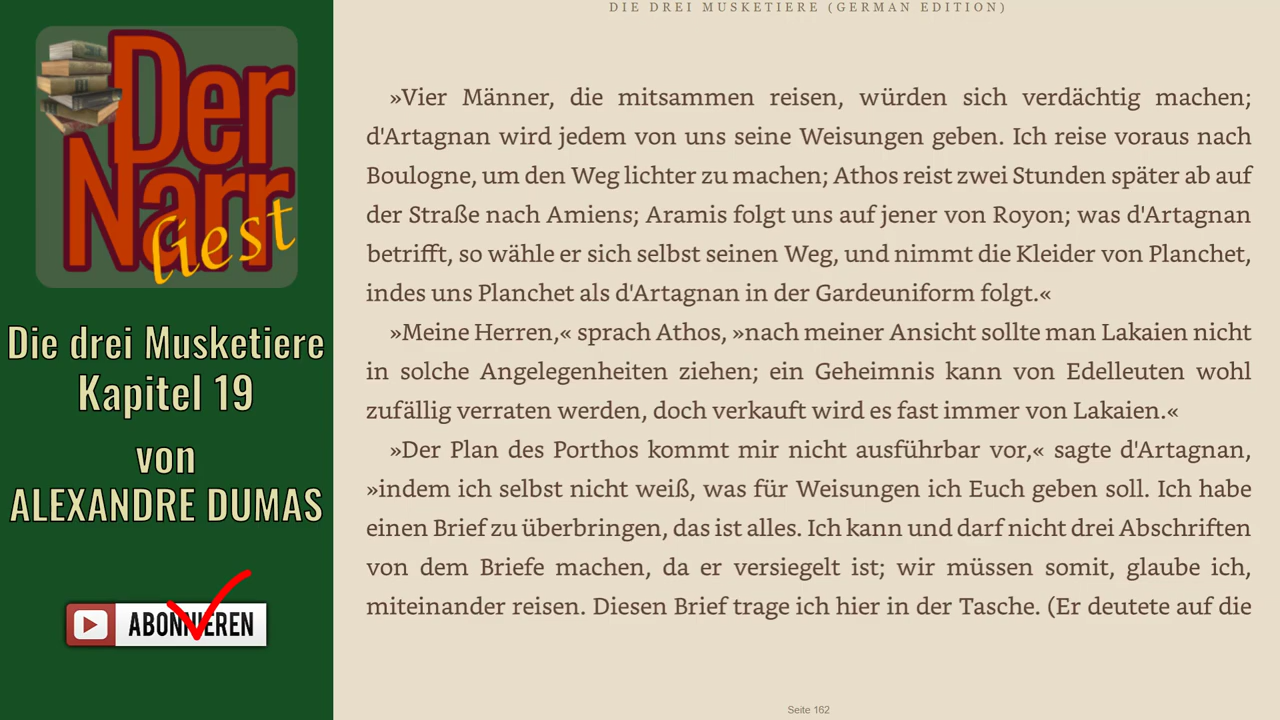 Der
Narr
liest
Die drei Musketiere
Kapitel 19
von
ALEXANDRE DUMAS
ABONNIEREN
DIE DREI MUSKETIERE (GERMAN EDITION)
»Vier Männer, die mitsammen reisen, würden sich verdächtig machen;
d'Artagnan wird jedem von uns seine Weisungen geben. Ich reise voraus nach
Boulogne, um den Weg lichter zu machen; Athos reist zwei Stunden später ab auf
der Straße nach Amiens; Aramis folgt uns auf jener von Royon; was d'Artagnan
betrifft, so wähle er sich selbst seinen Weg, und nimmt die Kleider von Planchet,
indes uns Planchet als d'Artagnan in der Gardeuniform folgt.«
»Meine Herren,« sprach Athos, »nach meiner Ansicht sollte man Lakaien nicht
in solche Angelegenheiten ziehen; ein Geheimnis kann von Edelleuten wohl
zufällig verraten werden, doch verkauft wird es fast immer von Lakaien.«
»Der Plan des Porthos kommt mir nicht ausführbar vor,« sagte d'Artagnan,
»indem ich selbst nicht weiß, was für Weisungen ich Euch geben soll. Ich habe
einen Brief zu überbringen, das ist alles. Ich kann und darf nicht drei Abschriften
von dem Briefe machen, da er versiegelt ist; wir müssen somit, glaube ich,
miteinander reisen. Diesen Brief trage ich hier in der Tasche. (Er deutete auf die
Seite 162